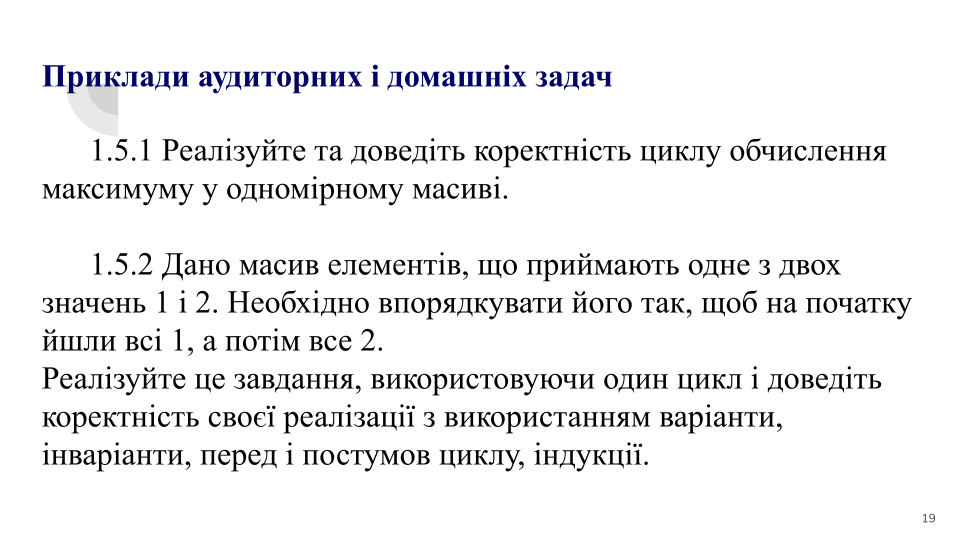 Приклади аудиторних і домашніх задач
1.5.1 Реалізуйте та доведіть коректність циклу обчислення
максимуму у одномірному масиві.
1.5.2 Дано масив елементів, що приймають одне з двох
значень 1 і 2. Необхідно впорядкувати його так, щоб на початку
йшли всі 1, а потім все 2.
Реалізуйте це завдання, використовуючи один цикл і доведіть
коректність своєї реалізації з використанням варіанти,
інваріанти, перед і постумов циклу, індукції.
19